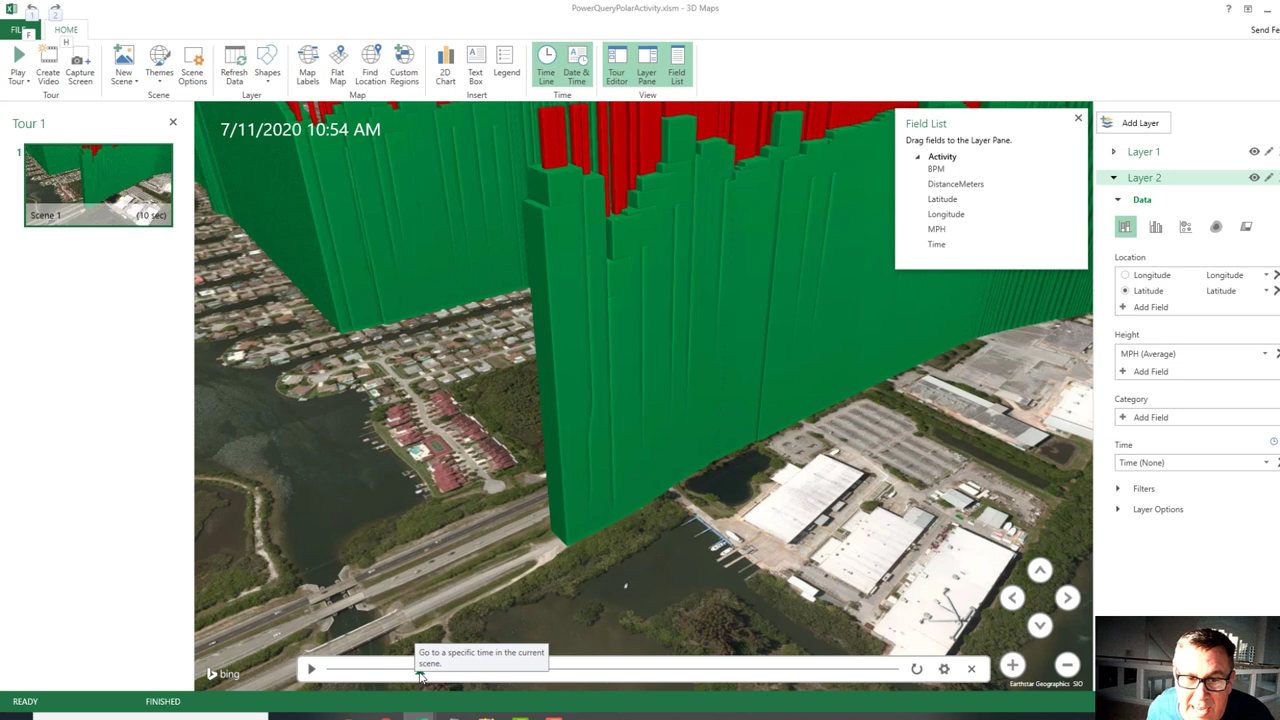 PowerQueryPolarActivity.xlsm - 3D Maps
?
1
2
FIL
F
HOME
H
Send Fe
Play Tour
Create Video
Capture Screen
New Scene
Themes
Scene Options
Refresh Data
Shapes
Map Labels
Flat Map
Find Location
Custom Regions
2D Chart
Text Box
Legend
Time Line
Date & Time
Tour Editor
Layer Pane
Field List
Tour
Scene
Layer
Map
Insert
Time
View
Tour 1
1
Scene 1 (10 sec)
7/11/2020 10:54 AM
Field List
Drag fields to the Layer Pane.
Activity
BPM
DistanceMeters
Latitude
Longitude
MPH
Time
Add Layer
Layer 1
Layer 2
Data
Location
Longitude Longitude
Latitude Latitude
Add Field
Height
MPH (Average)
Add Field
Category
Add Field
Time
Time (None)
Filters
Layer Options
Go to a specific time in the current
scene.
bing
Earthstar Geographics SIO
READY
FINISHED